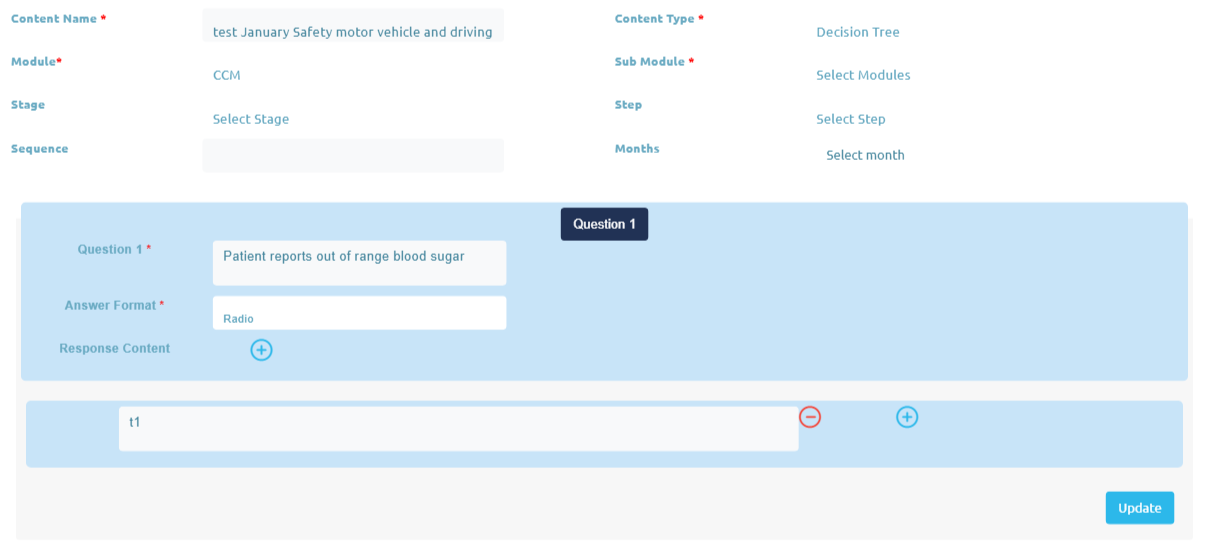 Content Name *
test January Safety motor vehicle and driving
Content Type *
Decision Tree
Module*
CCM
Sub Module *
Select Modules
Stage
Select Stage
Step
Select Step
Sequence
Months
Select month
Question 1
Question 1 *
Patient reports out of range blood sugar
Answer Format *
Radio
Response Content
t1
Update